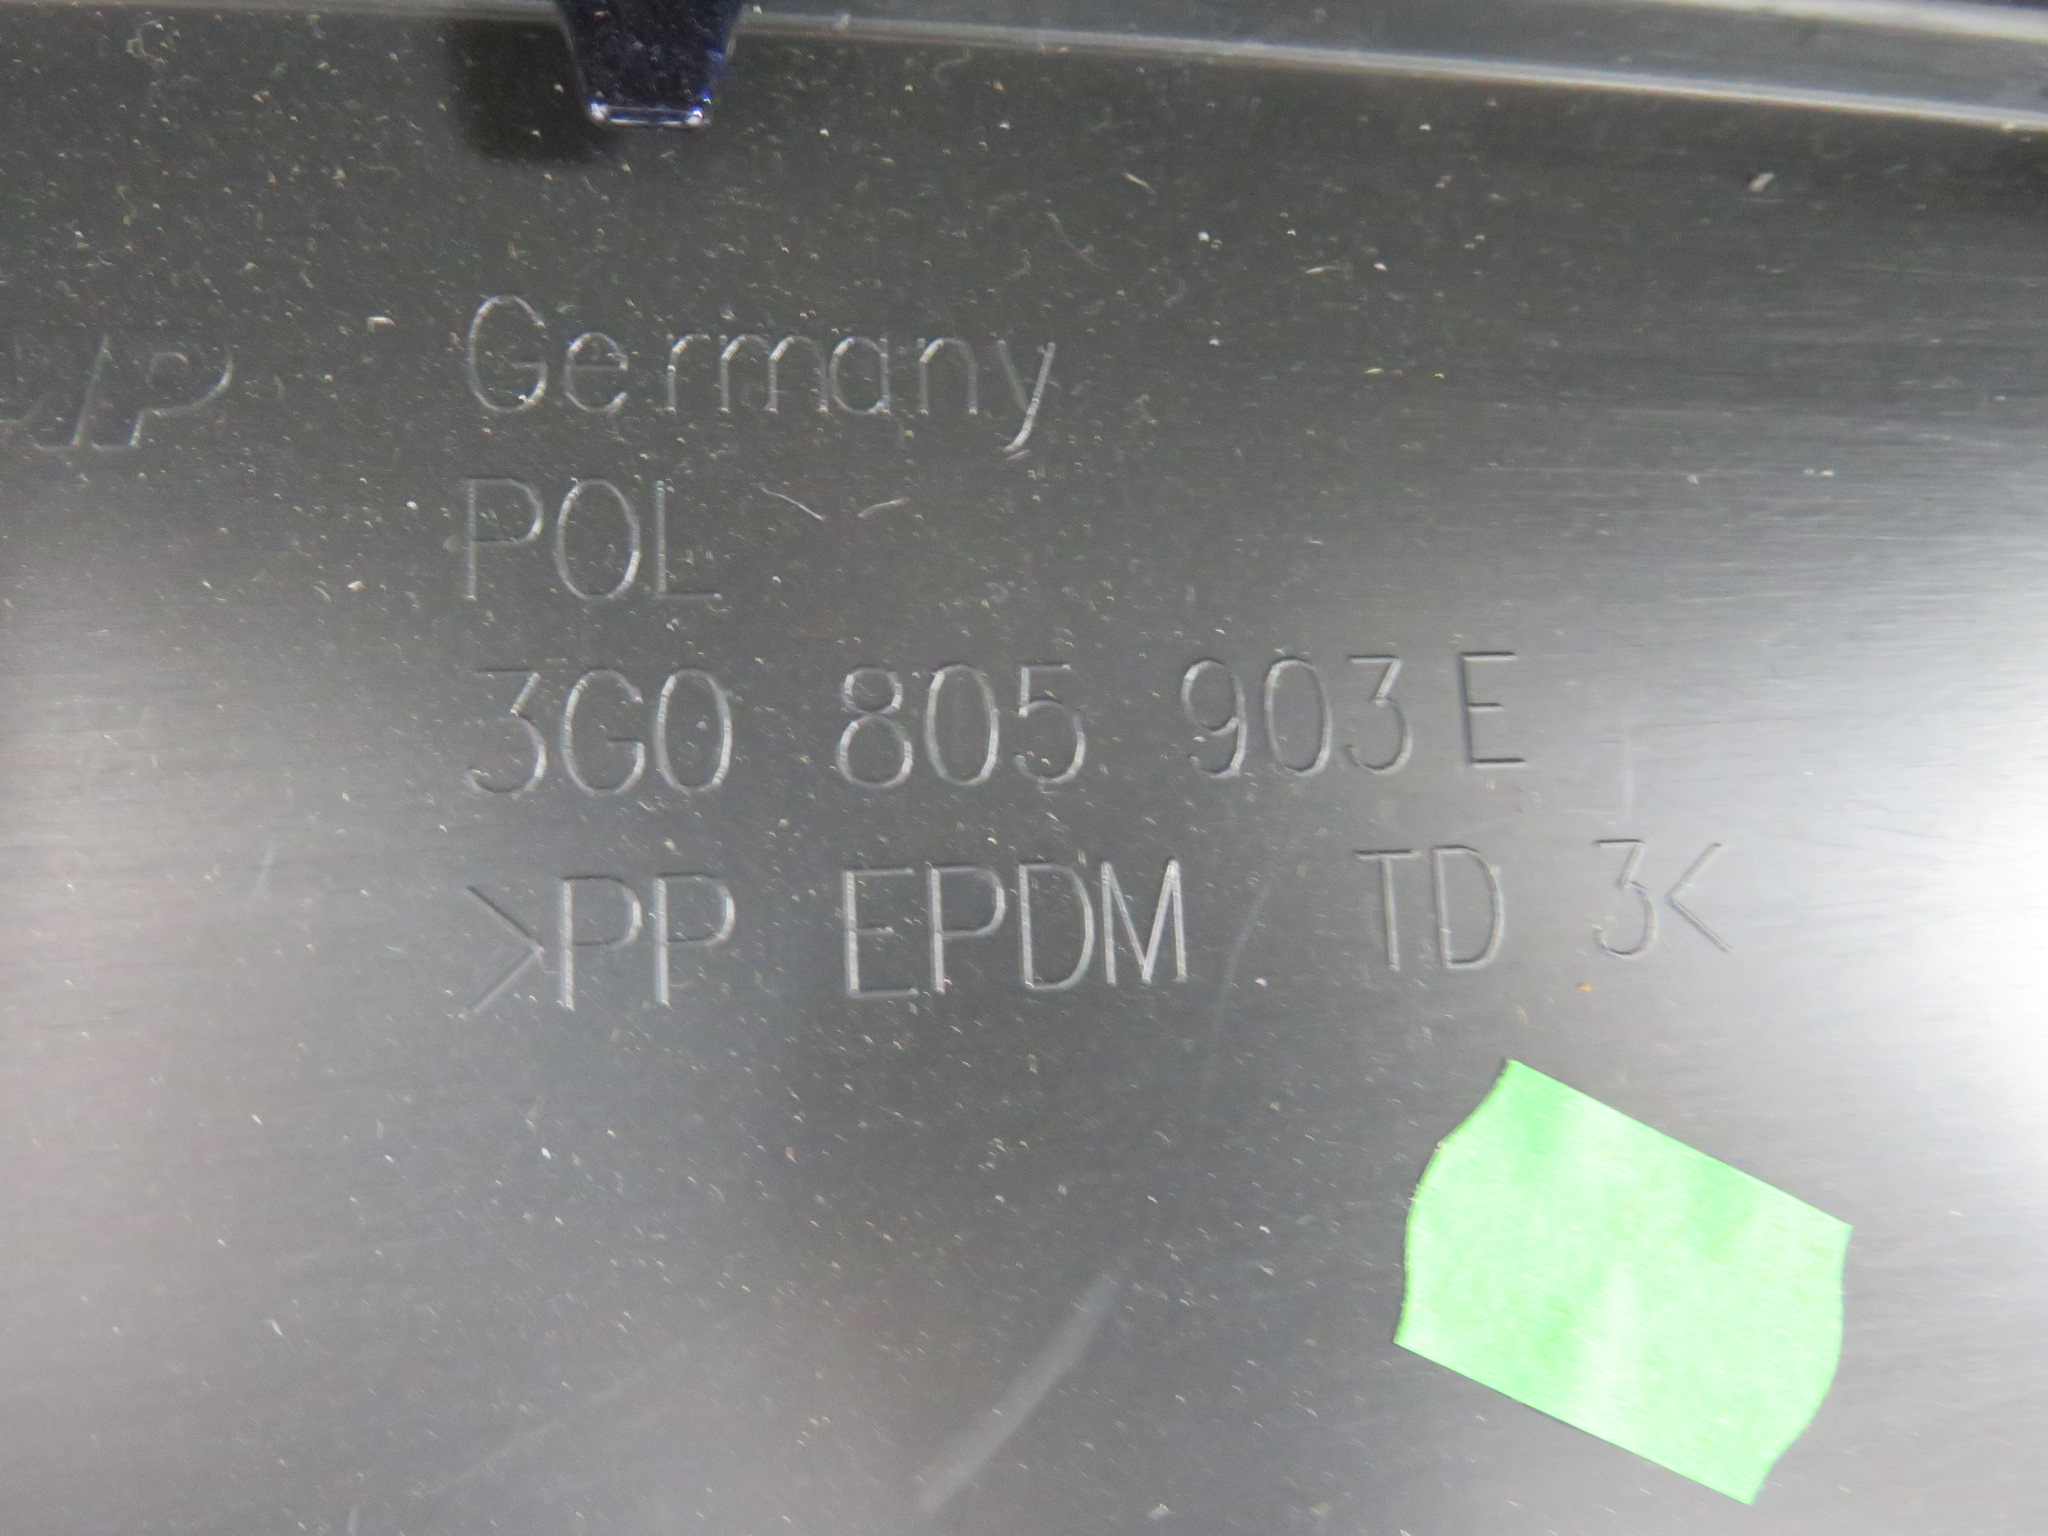 Germany
POL
3G0 805 903 E
>PP EPDM TD 3<